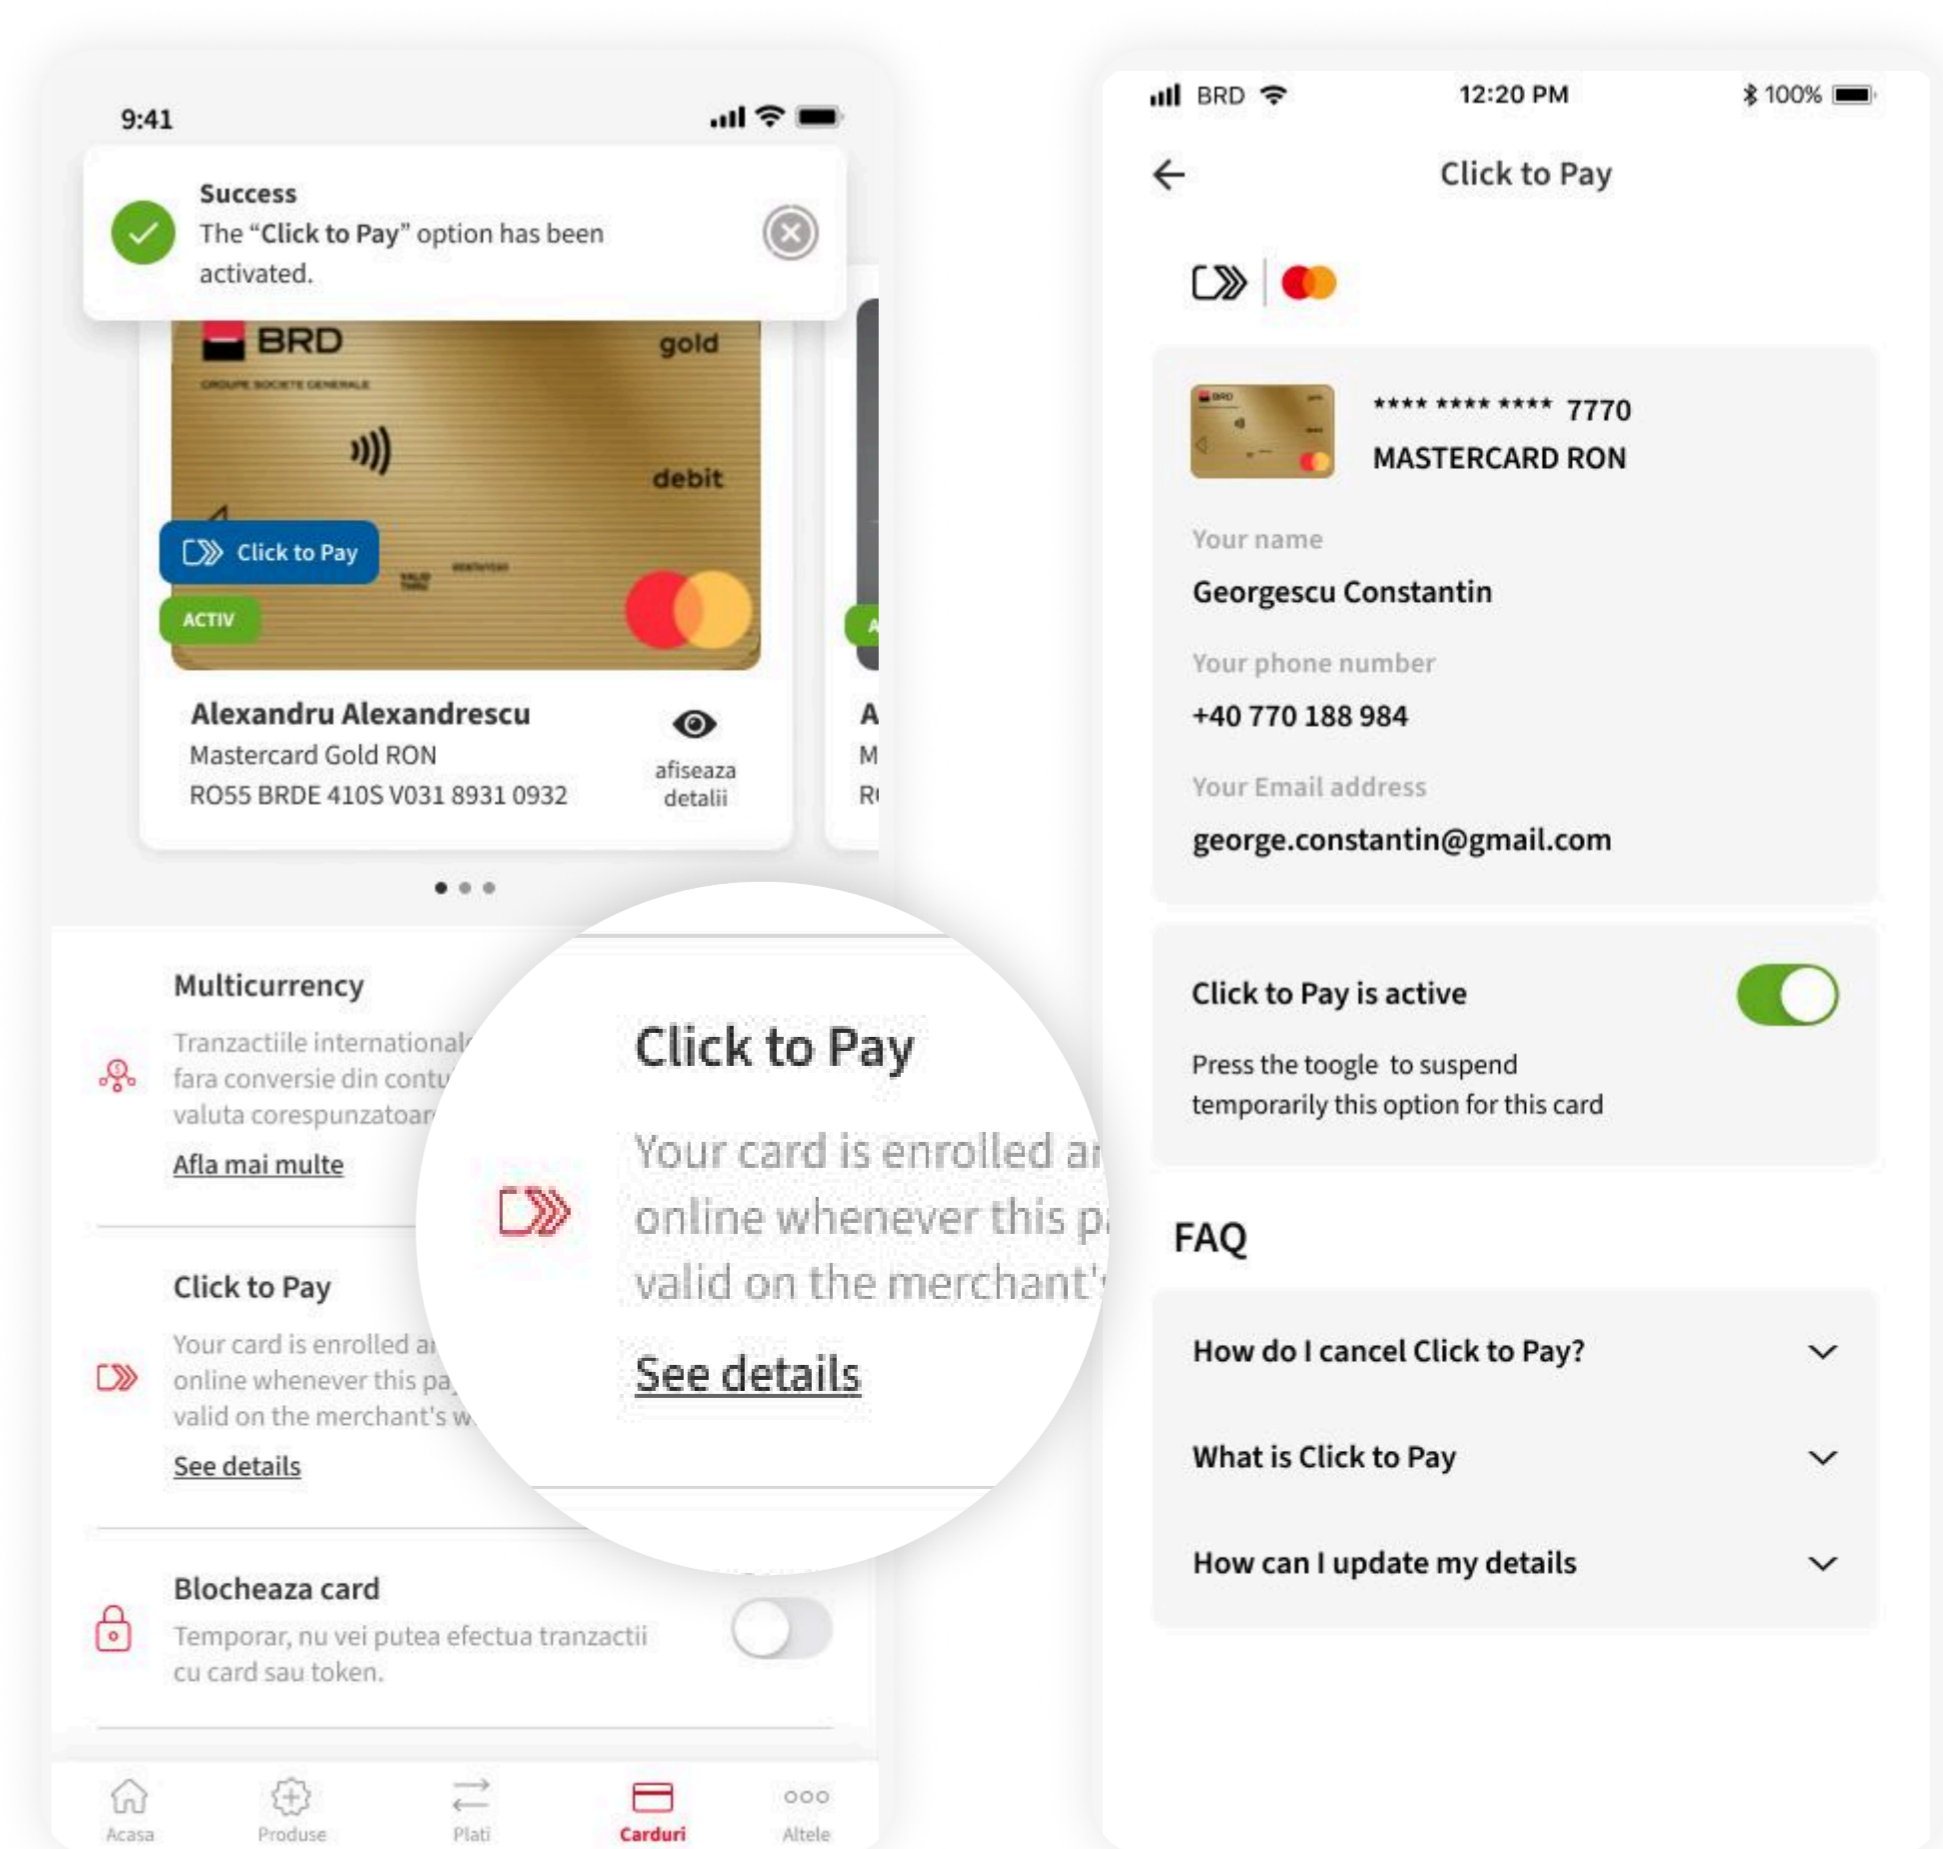 9:41
Success
The “Click to Pay” option has been
activated.
BRD
gold
GROUPE SOCIETE GENERALE
debit
Click to Pay
VALID
THRU
ACTIV
Alexandru Alexandrescu
Mastercard Gold RON
RO55 BRDE 410S V031 8931 0932
afiseaza
detalii
A
M
Multicurrency
Tranzactiile international
fara conversie din contu
valuta corespunzatoar
Afla mai multe
Click to Pay
Your card is enrolled a
online whenever this pa
valid on the merchant's w
See details
Click to Pay
Your card is enrolled ar
online whenever this p
valid on the merchant'
See details
Blocheaza card
Temporar, nu vei putea efectua tranzactii
cu card sau token.
Acasa
Produse
Plati
Carduri
Altele
BRD
12:20 PM
100%
Click to Pay
**** **** **** 7770
MASTERCARD RON
Your name
Georgescu Constantin
Your phone number
+40 770 188 984
Your Email address
george.constantin@gmail.com
Click to Pay is active
Press the toogle to suspend
temporarily this option for this card
FAQ
How do I cancel Click to Pay?
What is Click to Pay
How can I update my details